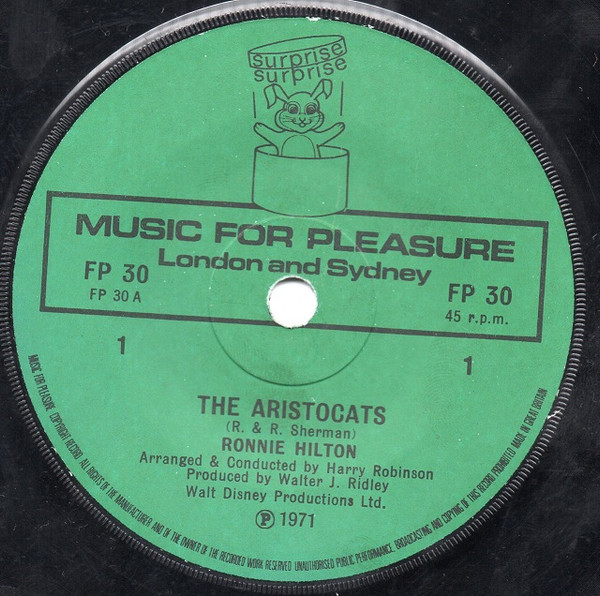 surprise
surprise
MUSIC FOR PLEASURE
London and Sydney
FP 30
FP 30 A
FP 30
45 r.p.m.
1
1
THE ARISTOCATS
(R. & R. Sherman)
RONNIE HILTON
Arranged & Conducted by Harry Robinson
Produced by Walter J. Ridley
Walt Disney Productions Ltd.
Ⓟ 1971
MUSIC FOR PLEASURE COPYRIGHT RECORD. ALL RIGHTS OF THE MANUFACTURER AND OF THE OWNER OF THE RECORDED WORK RESERVED UNAUTHORISED PUBLIC PERFORMANCE, BROADCASTING AND COPYING OF THIS RECORD PROHIBITED MADE IN GREAT BRITAIN